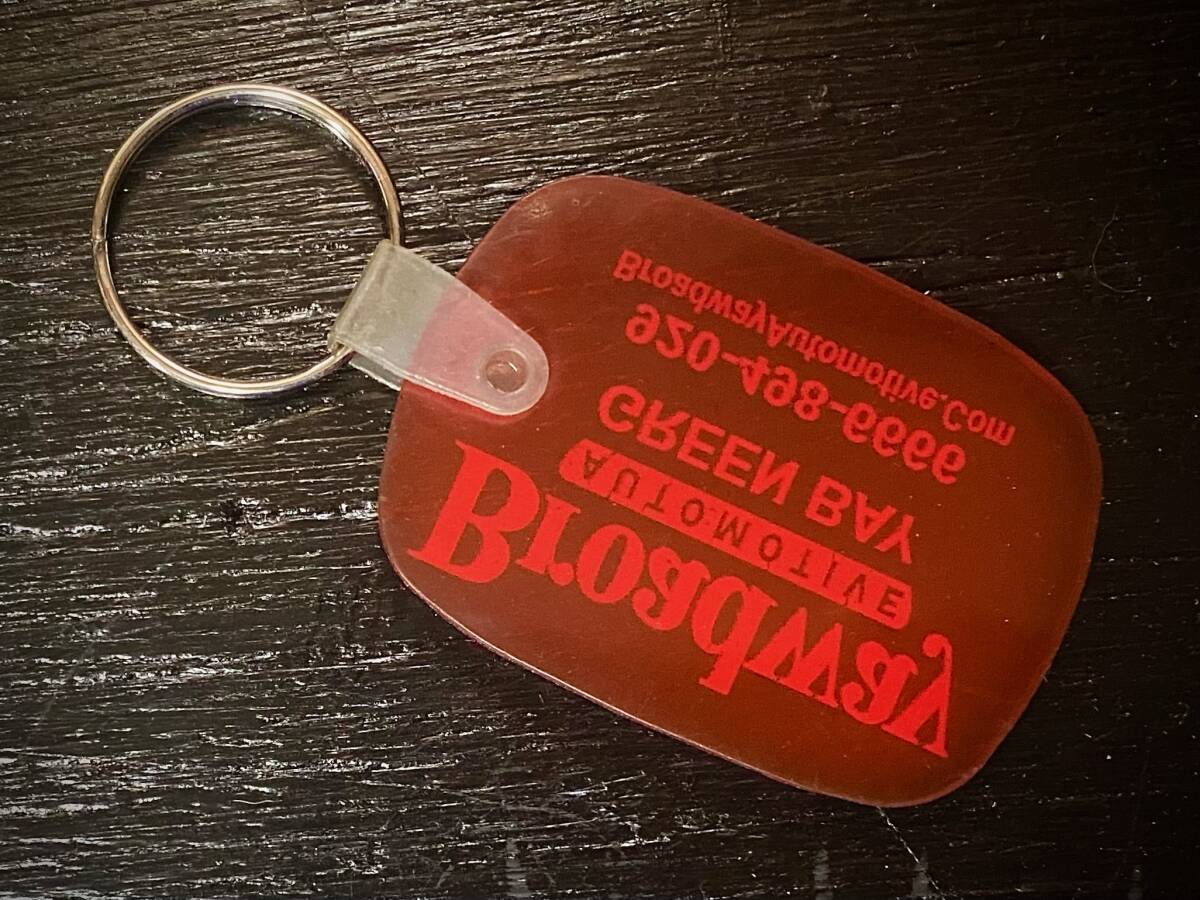 Broadway
AUTOMOTIVE
GREEN BAY
920-498-6666
BroadwayAutomotive.Com